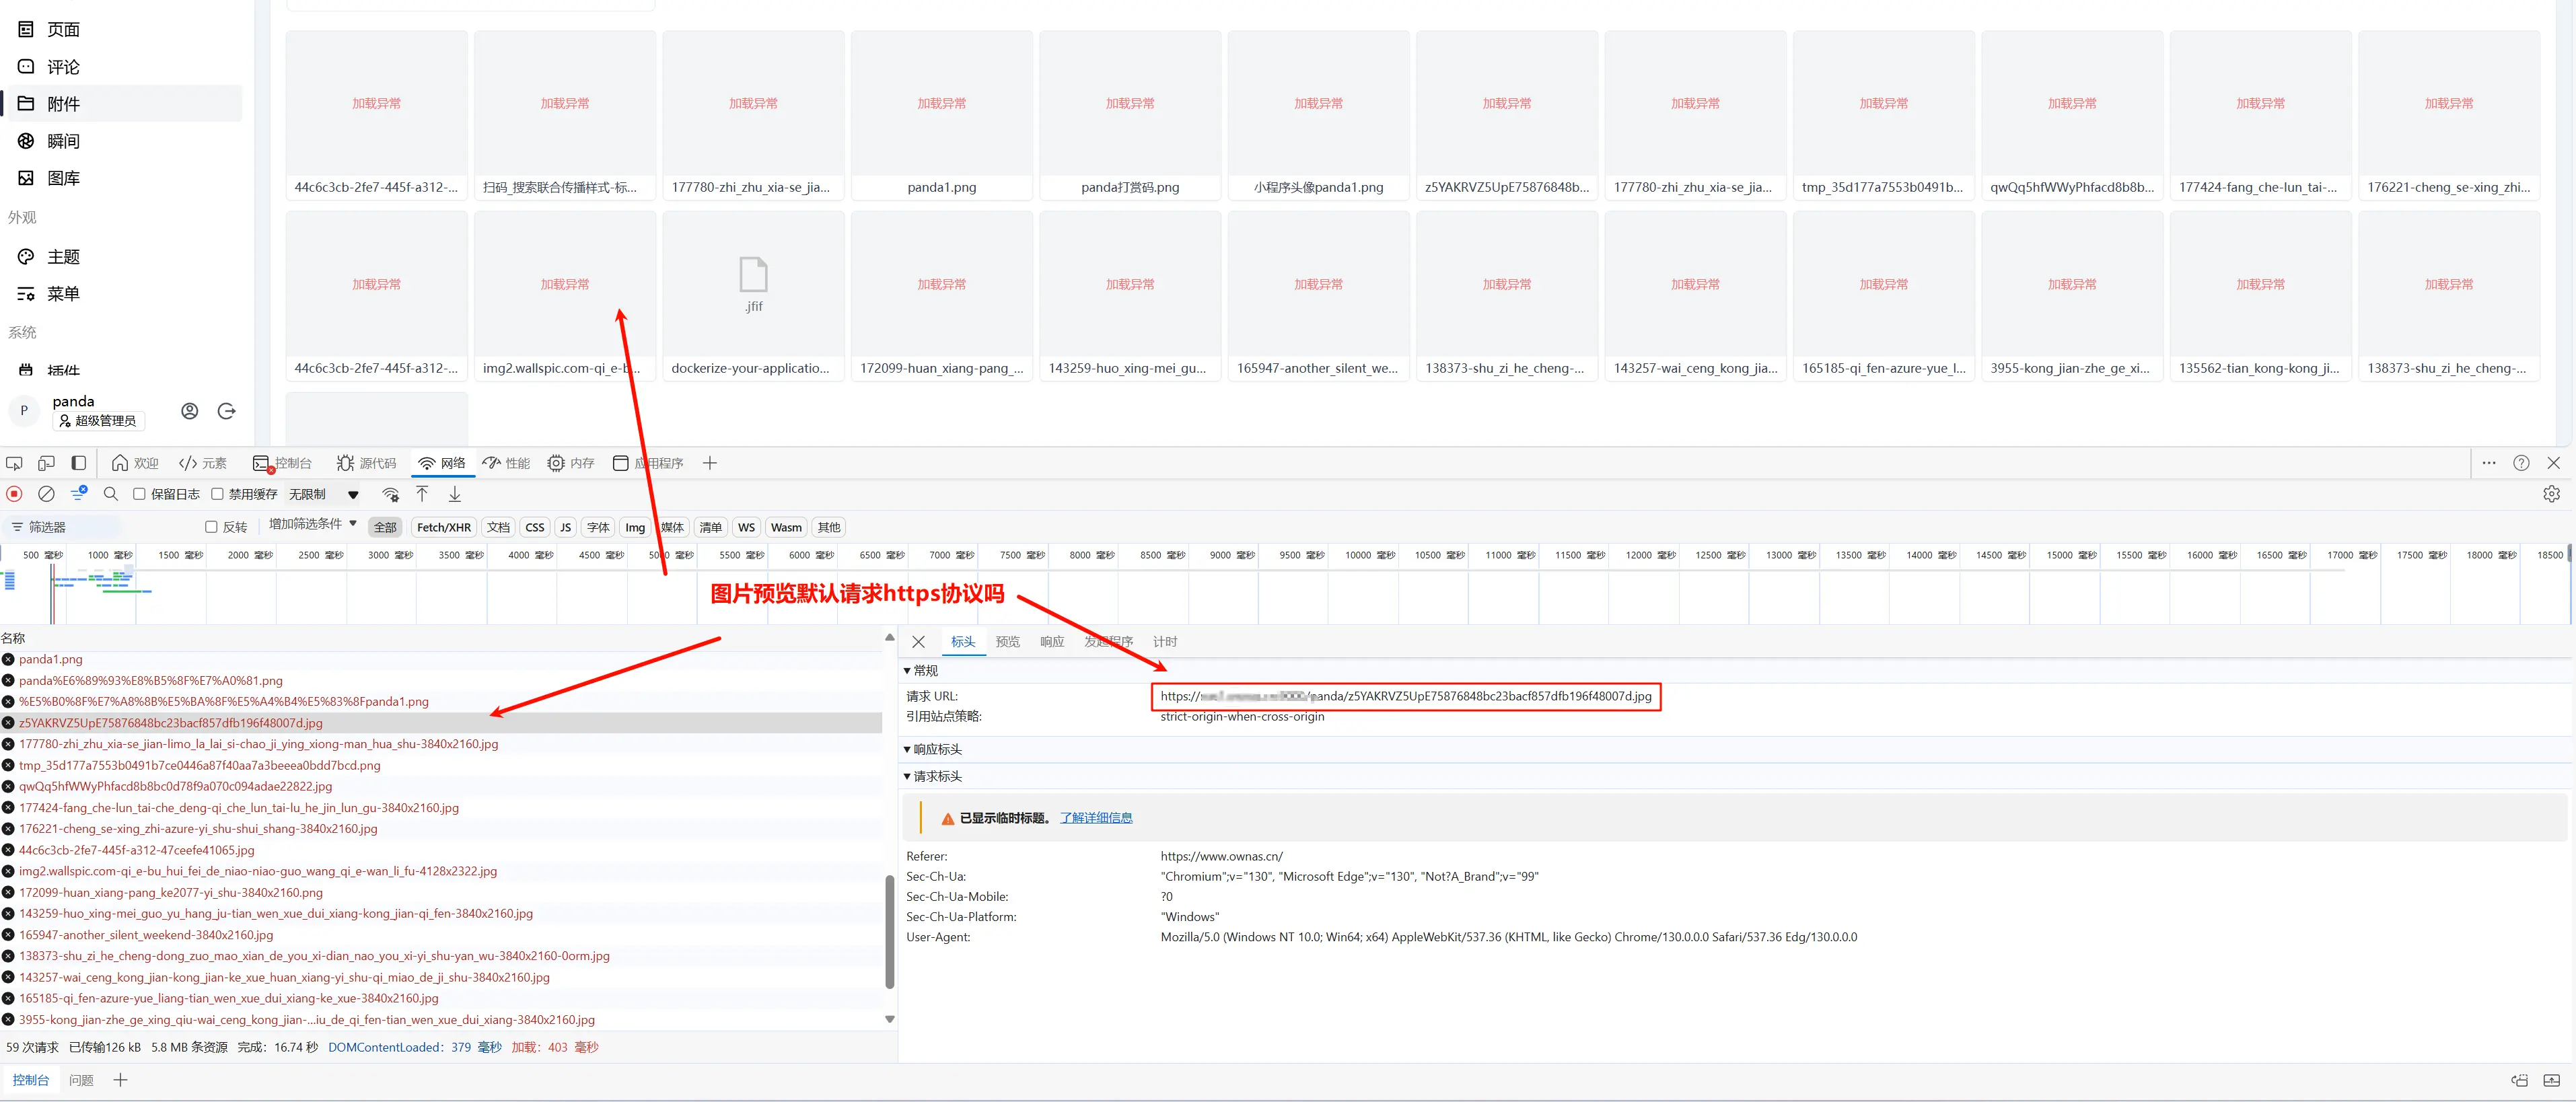 页面
评论
附件
瞬间
图库
外观
主题
菜单
系统
插件
P
panda
超级管理员
加载异常 加载异常 加载异常 加载异常 加载异常 加载异常 加载异常 加载异常 加载异常 加载异常 加载异常 加载异常
44c6c3cb-2fe7-445f-a312-... 扫码_搜索联合传播样式-标... 177780-zhi_zhu_xia-se_jia... panda1.png panda打赏码.png 小程序头像panda1.png z5YAKRVZ5UpE75876848b... 177780-zhi_zhu_xia-se_jia... tmp_35d177a7553b0491b... qwQq5hfWWyPhfacd8b8b... 177424-fang_che-lun_tai-... 176221-cheng_se-xing_zhi...
加载异常 加载异常 .jfif 加载异常 加载异常 加载异常 加载异常 加载异常 加载异常 加载异常 加载异常 加载异常
44c6c3cb-2fe7-445f-a312-... img2.wallspic.com-qi_e-b... dockerize-your-applicatio... 172099-huan_xiang-pang_... 143259-huo_xing-mei_gu... 165947-another_silent_we... 138373-shu_zi_he_cheng-... 143257-wai_ceng_kong_jia... 165185-qi_fen-azure-yue_l... 3955-kong_jian-zhe_ge_xi... 135562-tian_kong-kong_ji... 138373-shu_zi_he_cheng-...
欢迎 元素 控制台 源代码 网络 性能 内存 应用程序
保留日志 禁用缓存 无限制
筛选器 反转 增加筛选条件 全部 Fetch/XHR 文档 CSS JS 字体 Img 媒体 清单 WS Wasm 其他
500 毫秒 1000 毫秒 1500 毫秒 2000 毫秒 2500 毫秒 3000 毫秒 3500 毫秒 4000 毫秒 4500 毫秒 5000 毫秒 5500 毫秒 6000 毫秒 6500 毫秒 7000 毫秒 7500 毫秒 8000 毫秒 8500 毫秒 9000 毫秒 9500 毫秒 10000 毫秒 10500 毫秒 11000 毫秒 11500 毫秒 12000 毫秒 12500 毫秒 13000 毫秒 13500 毫秒 14000 毫秒 14500 毫秒 15000 毫秒 15500 毫秒 16000 毫秒 16500 毫秒 17000 毫秒 17500 毫秒 18000 毫秒 18500
图片预览默认请求https协议吗
名称
panda1.png
panda%E6%89%93%E8%B5%8F%E7%A0%81.png
%E5%B0%8F%E7%A8%8B%E5%BA%8F%E5%A4%B4%E5%83%8Fpanda1.png
z5YAKRVZ5UpE75876848bc23bacf857dfb196f48007d.jpg
177780-zhi_zhu_xia-se_jian-limo_la_lai_si-chao_ji_ying_xiong-man_hua_shu-3840x2160.jpg
tmp_35d177a7553b0491b7ce0446a87f40aa7a3beeea0bdd7bcd.png
qwQq5hfWWyPhfacd8b8bc0d78f9a070c094adae22822.jpg
177424-fang_che-lun_tai-che_deng-qi_che_lun_tai-lu_he_jin_lun_gu-3840x2160.jpg
176221-cheng_se-xing_zhi-azure-yi_shu-shui_shang-3840x2160.jpg
44c6c3cb-2fe7-445f-a312-47ceefe41065.jpg
img2.wallspic.com-qi_e-bu_hui_fei_de_niao-niao-guo_wang_qi_e-wan_li_fu-4128x2322.jpg
172099-huan_xiang-pang_ke2077-yi_shu-3840x2160.png
143259-huo_xing-mei_guo_yu_hang_ju-tian_wen_xue_dui_xiang-kong_jian-qi_fen-3840x2160.jpg
165947-another_silent_weekend-3840x2160.jpg
138373-shu_zi_he_cheng-dong_zuo_mao_xian_de_you_xi-dian_nao_you_xi-yi_shu-yan_wu-3840x2160-0orm.jpg
143257-wai_ceng_kong_jian-kong_jian-ke_xue_huan_xiang-yi_shu-qi_miao_de_ji_shu-3840x2160.jpg
165185-qi_fen-azure-yue_liang-tian_wen_xue_dui_xiang-ke_xue-3840x2160.jpg
3955-kong_jian-zhe_ge_xing_qiu-wai_ceng_kong_jian-...iu_de_qi_fen-tian_wen_xue_dui_xiang-3840x2160.jpg
59 次请求 已传输126 kB 5.8 MB 条资源 完成：16.74 秒 DOMContentLoaded：379 毫秒 加载：403 毫秒
标头 预览 响应 发起程序 计时
常规
请求 URL: https:// /panda/z5YAKRVZ5UpE75876848bc23bacf857dfb196f48007d.jpg
引用站点策略: strict-origin-when-cross-origin
响应标头
请求标头
已显示临时标题。 了解详细信息
Referer: https://www.ownas.cn/
Sec-Ch-Ua: "Chromium";v="130", "Microsoft Edge";v="130", "Not?A_Brand";v="99"
Sec-Ch-Ua-Mobile: ?0
Sec-Ch-Ua-Platform: "Windows"
User-Agent: Mozilla/5.0 (Windows NT 10.0; Win64; x64) AppleWebKit/537.36 (KHTML, like Gecko) Chrome/130.0.0.0 Safari/537.36 Edg/130.0.0.0
控制台 问题